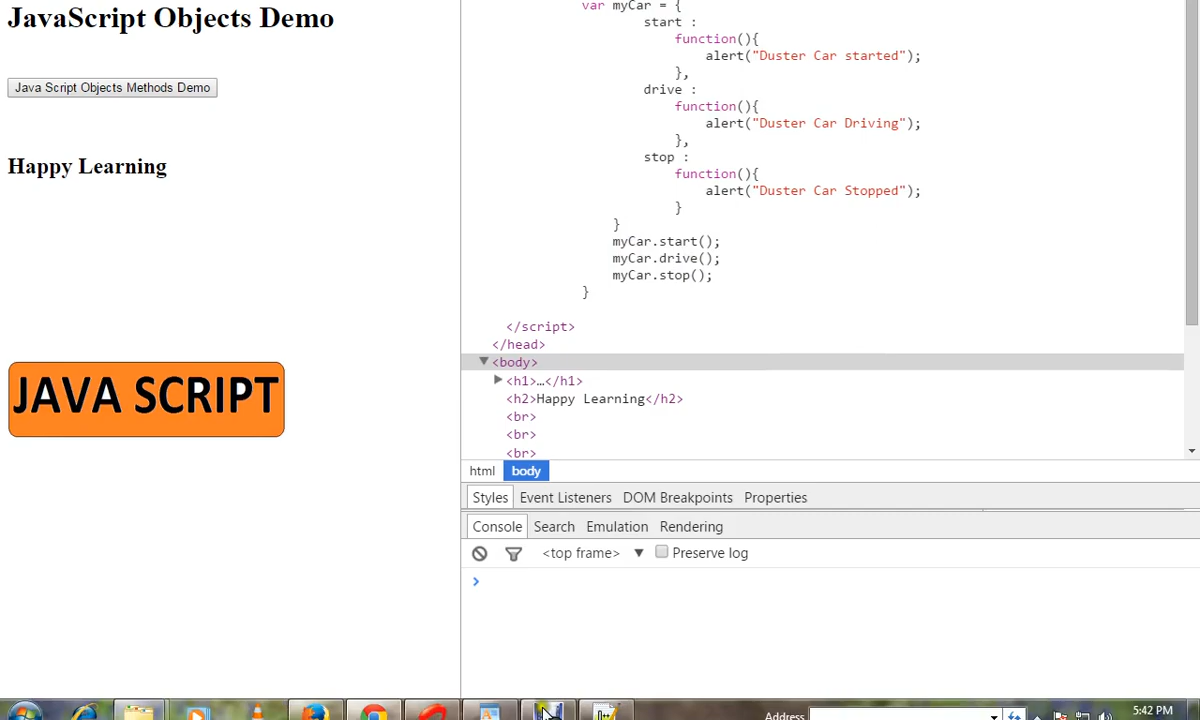 JavaScript Objects Demo
Java Script Objects Methods Demo
Happy Learning
JAVA SCRIPT
var myCar = {
start :
function(){
alert("Duster Car started");
},
drive :
function(){
alert("Duster Car Driving");
},
stop :
function(){
alert("Duster Car Stopped");
}
}
myCar.start();
myCar.drive();
myCar.stop();
}
</script>
</head>
<body>
<h1>…</h1>
<h2>Happy Learning</h2>
<br>
<br>
<br>
html body
Styles Event Listeners DOM Breakpoints Properties
Console Search Emulation Rendering
<top frame> Preserve log
Address 5:42 PM